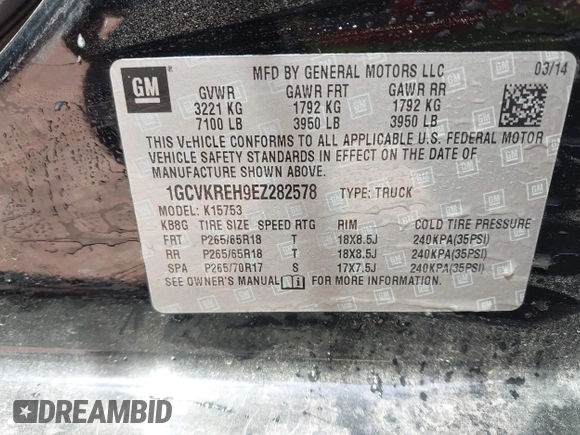 GM
MFD BY GENERAL MOTORS LLC 03/14
GVWR GAWR FRT GAWR RR
3221 KG 1792 KG 1792 KG
7100 LB 3950 LB 3950 LB
THIS VEHICLE CONFORMS TO ALL APPLICABLE U.S. FEDERAL MOTOR
VEHICLE SAFETY STANDARDS IN EFFECT ON THE DATE OF
MANUFACTURE SHOWN ABOVE.
1GCVKREH9EZ282578 TYPE: TRUCK
MODEL: K15753
KB8G TIRE SIZE SPEED RTG RIM COLD TIRE PRESSURE
FRT P265/65R18 T 18X8.5J 240KPA(35PSI)
RR P265/65R18 T 18X8.5J 240KPA(35PSI)
SPA P265/70R17 S 17X7.5J 240KPA(35PSI)
SEE OWNER'S MANUAL FOR MORE INFORMATION
DREAMBID